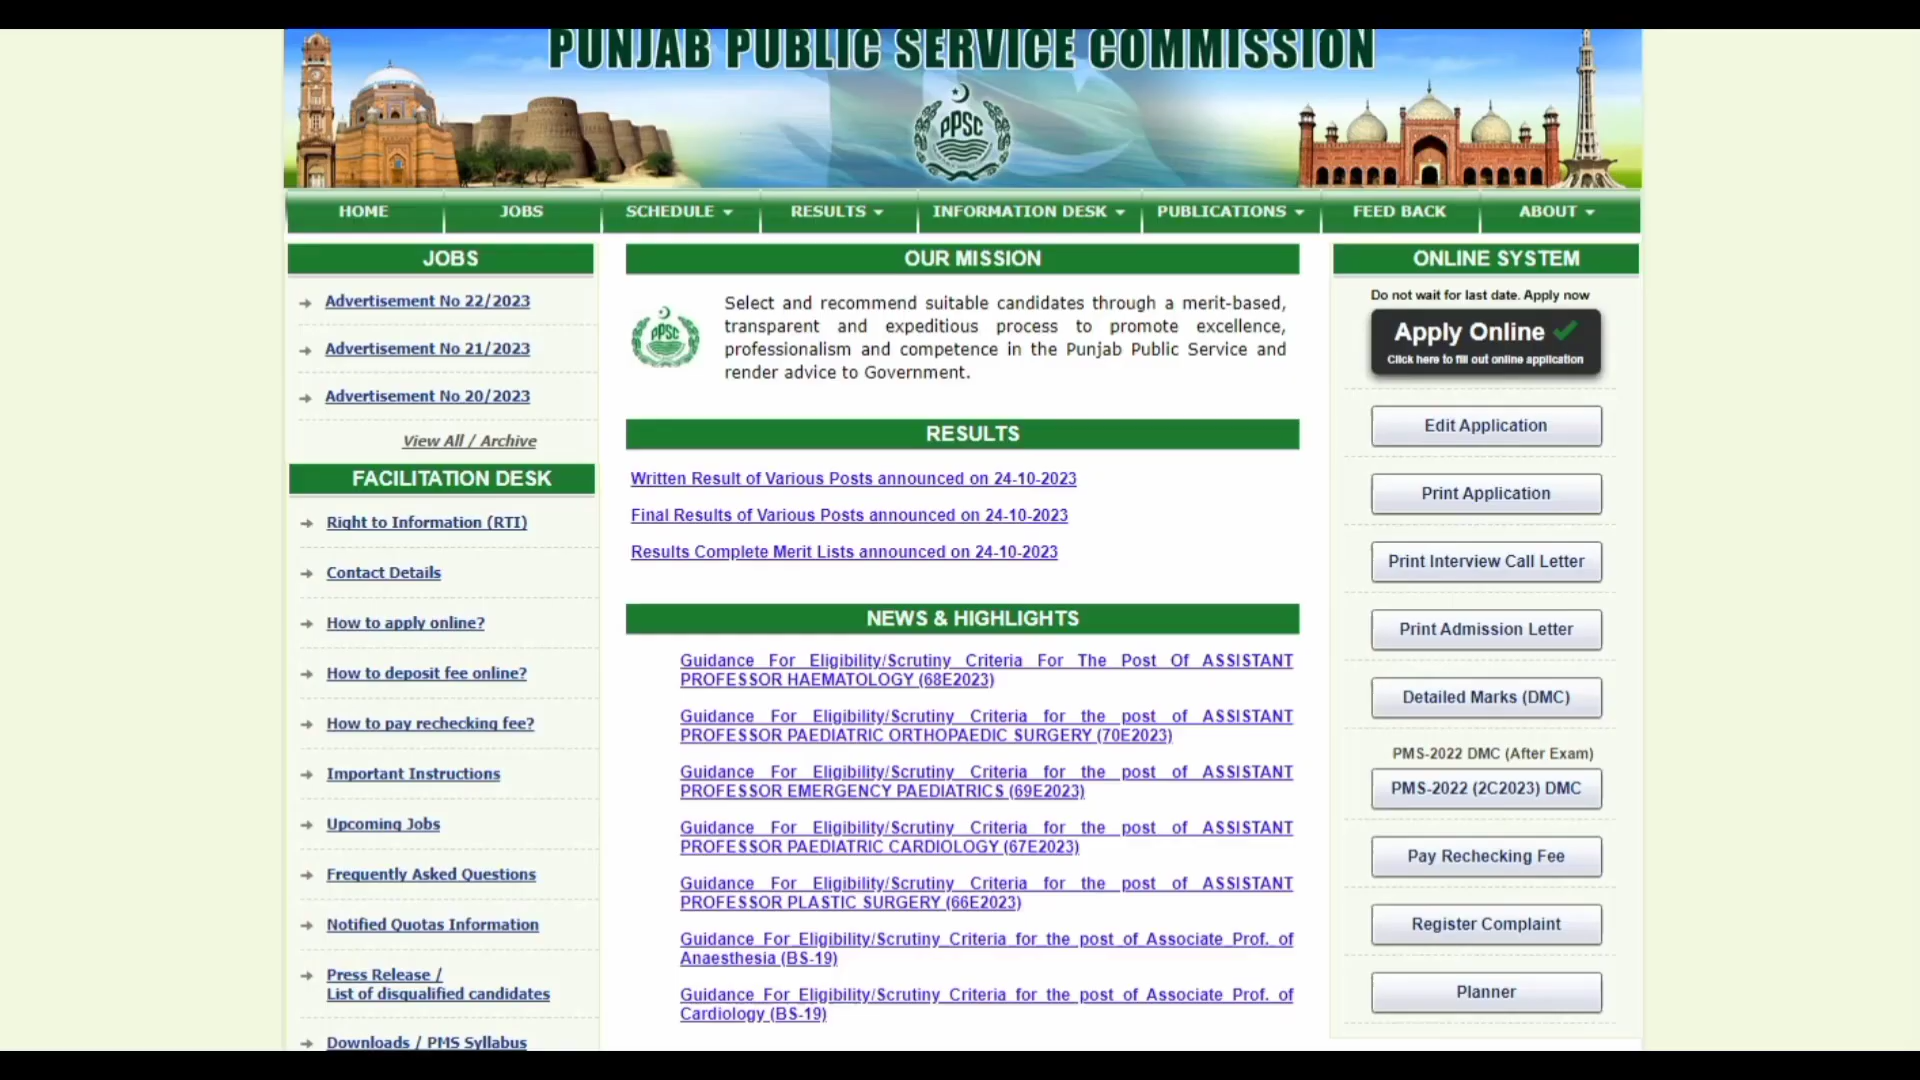 PUNJAB PUBLIC SERVICE COMMISSION
PPSC
HOME
JOBS
SCHEDULE
RESULTS
INFORMATION DESK
PUBLICATIONS
FEED BACK
ABOUT
JOBS
Advertisement No 22/2023
Advertisement No 21/2023
Advertisement No 20/2023
View All / Archive
FACILITATION DESK
Right to Information (RTI)
Contact Details
How to apply online?
How to deposit fee online?
How to pay rechecking fee?
Important Instructions
Upcoming Jobs
Frequently Asked Questions
Notified Quotas Information
Press Release /
List of disqualified candidates
Downloads / PMS Syllabus
OUR MISSION
PPSC
Select and recommend suitable candidates through a merit-based,
transparent and expeditious process to promote excellence,
professionalism and competence in the Punjab Public Service and
render advice to Government.
RESULTS
Written Result of Various Posts announced on 24-10-2023
Final Results of Various Posts announced on 24-10-2023
Results Complete Merit Lists announced on 24-10-2023
NEWS & HIGHLIGHTS
Guidance For Eligibility/Scrutiny Criteria For The Post Of ASSISTANT
PROFESSOR HAEMATOLOGY (68E2023)
Guidance For Eligibility/Scrutiny Criteria for the post of ASSISTANT
PROFESSOR PAEDIATRIC ORTHOPAEDIC SURGERY (70E2023)
Guidance For Eligibility/Scrutiny Criteria for the post of ASSISTANT
PROFESSOR EMERGENCY PAEDIATRICS (69E2023)
Guidance For Eligibility/Scrutiny Criteria for the post of ASSISTANT
PROFESSOR PAEDIATRIC CARDIOLOGY (67E2023)
Guidance For Eligibility/Scrutiny Criteria for the post of ASSISTANT
PROFESSOR PLASTIC SURGERY (66E2023)
Guidance For Eligibility/Scrutiny Criteria for the post of Associate Prof. of
Anaesthesia (BS-19)
Guidance For Eligibility/Scrutiny Criteria for the post of Associate Prof. of
Cardiology (BS-19)
ONLINE SYSTEM
Do not wait for last date. Apply now
Apply Online
Click here to fill out online application
Edit Application
Print Application
Print Interview Call Letter
Print Admission Letter
Detailed Marks (DMC)
PMS-2022 DMC (After Exam)
PMS-2022 (2C2023) DMC
Pay Rechecking Fee
Register Complaint
Planner